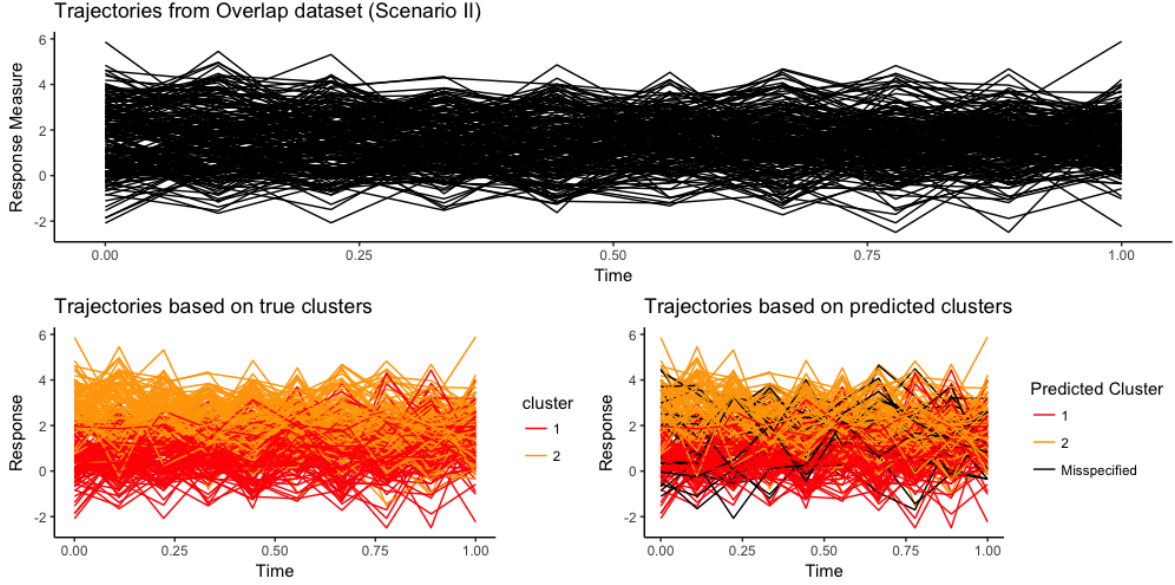 Trajectories from Overlap dataset (Scenario II)
Response Measure
6
4
2
0
-2
0.00 0.25 0.50 0.75 1.00
Time
Trajectories based on true clusters
Response
6
4
2
0
-2
0.00 0.25 0.50 0.75 1.00
Time
cluster
1
2
Trajectories based on predicted clusters
Response
6
4
2
0
-2
0.00 0.25 0.50 0.75 1.00
Time
Predicted Cluster
1
2
Misspecified